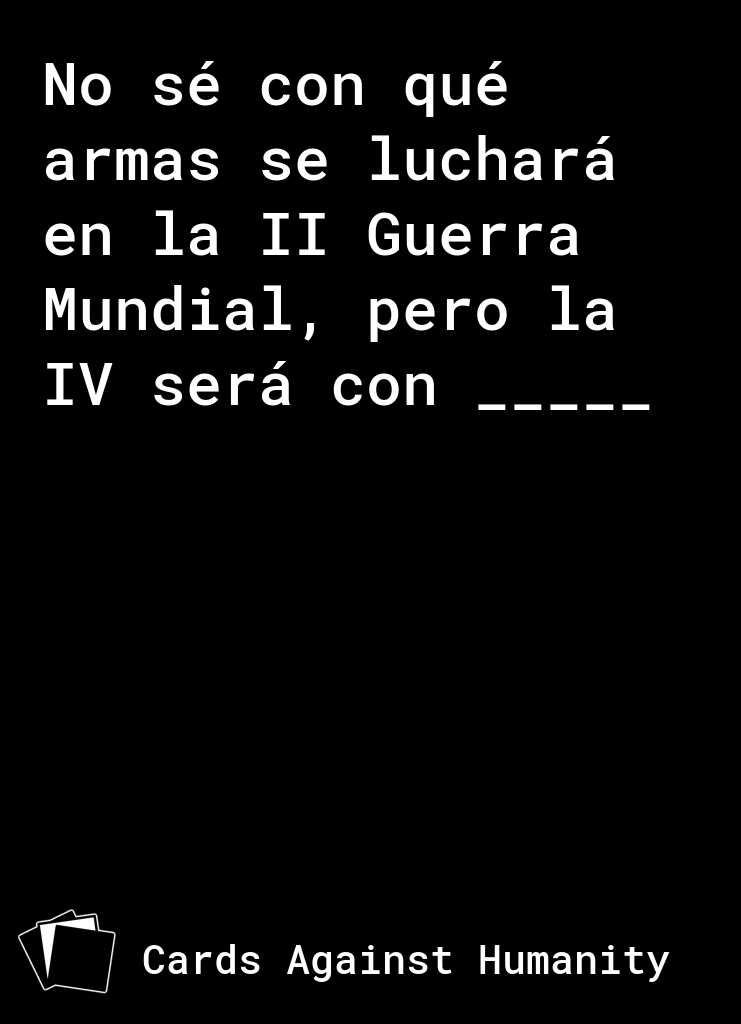 No sé con qué
armas se luchará
en la II Guerra
Mundial, pero la
IV será con _____
Cards Against Humanity